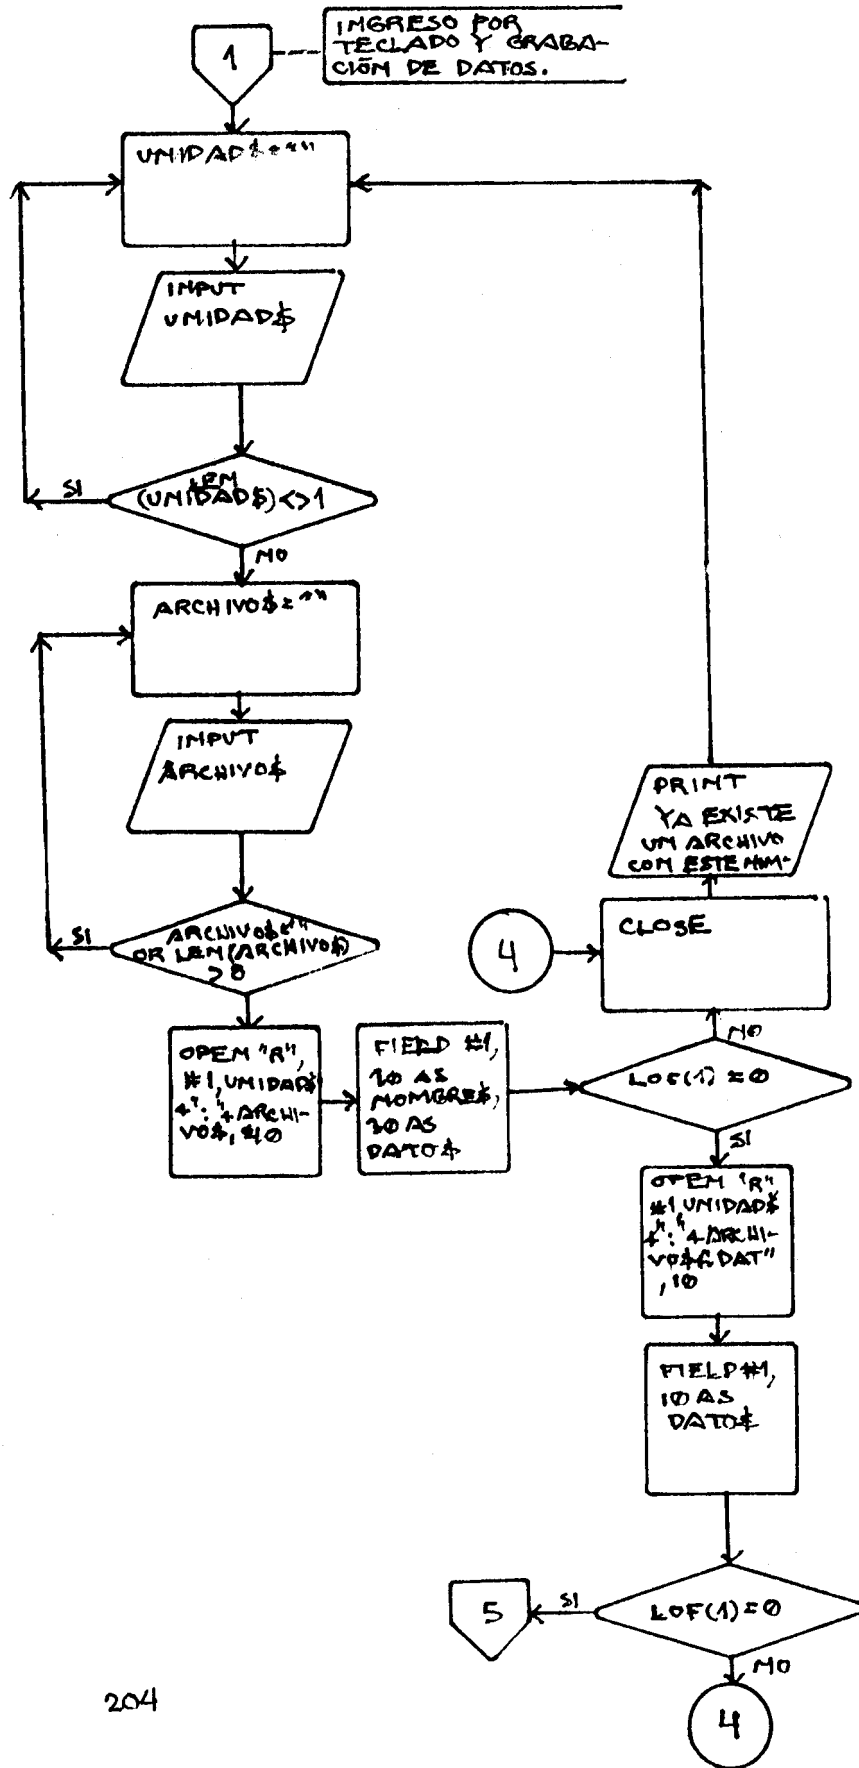 1
INGRESO POR
TECLADO Y GRABA-
CIÓN DE DATOS.
UNIDAD$=""
INPUT
UNIDAD$
LEN
(UNIDAD$)<>1
SI
NO
ARCHIVO$=""
INPUT
ARCHIVO$
ARCHIVO$=""
OR LEN(ARCHIVO$)
>8
SI
OPEN "R",
#1, UNIDAD$
+":"+ARCHI-
VO$, 40
FIELD #1,
NOMBRE$,
30 AS
DATO$
LOF(1)=0
NO
SI
4
CLOSE
PRINT
YA EXISTE
UN ARCHIVO
CON ESTE NOM-
OPEN "R"
#1, UNIDAD$
+":"+ARCHI-
VO$+".DAT"
,10
FIELD #1,
10 AS
DATO$
LOF(1)=0
SI
5
NO
4
204